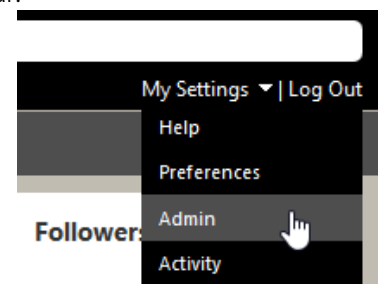 My Settings ▼ | Log Out
Help
Preferences
Admin
Followers
Activity